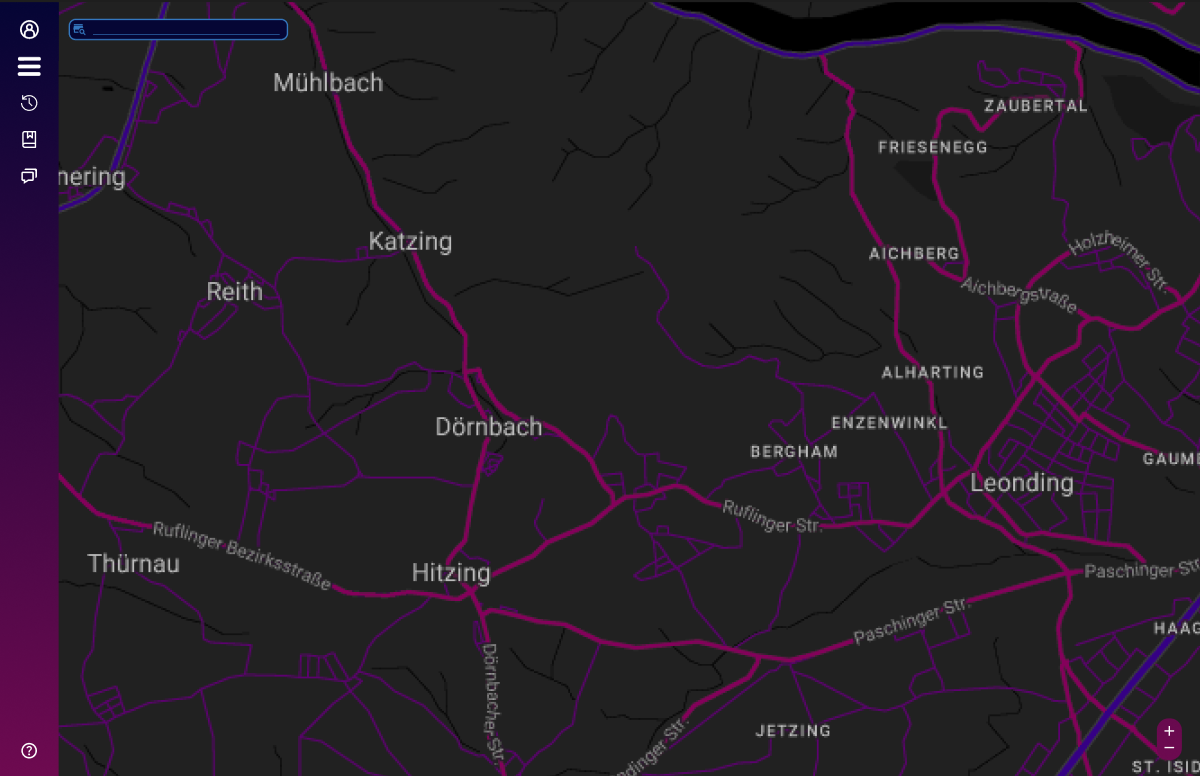 Mühlbach
ZAUBERTAL
FRIESENEGG
nering
Katzing
Holzheimer Str.
AICHBERG
Reith
Aichbergstraße
ALHARTING
ENZENWINKL
Dörnbach
BERGHAM
GAUME
Leonding
Ruflinger Str.
Ruflinger Bezirksstraße
Thürnau
Hitzing
Paschinger Str
Paschinger Str.
HAAG
Dörnbacher Str.
JETZING
ndinger Str.
ST. ISID